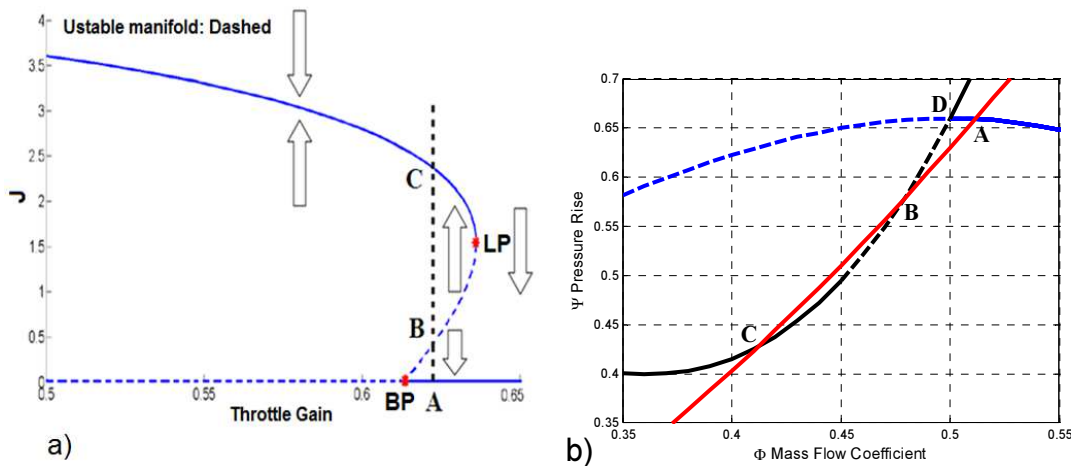 4
Ustable manifold: Dashed
3.5
3
2.5
C
2
J
1.5
LP
1
0.5
B
0
BP
A
0.5
0.55
0.6
0.65
Throttle Gain
a)
0.7
D
0.65
A
0.6
B
0.55
Ψ Pressure Rise
0.5
0.45
C
0.4
0.35
0.35
0.4
0.45
0.5
0.55
Φ Mass Flow Coefficient
b)